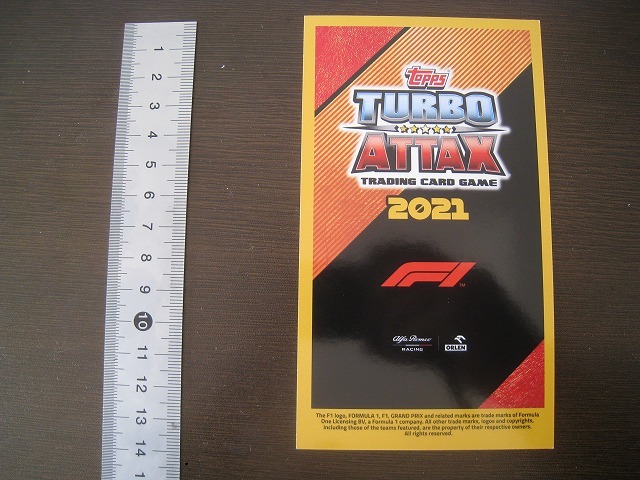 1
2
3
4
5
6
7
8
9
10
11
12
13
14
1
Topps
TURBO
ATTAX
TRADING CARD GAME
2021
F1
TM
Alfa Romeo
RACING
ORLEN
The F1 logo, FORMULA 1, F1, GRAND PRIX and related marks are trade marks of Formula
One Licensing BV, a Formula 1 company. All other trade marks, logos and copyrights,
including those of the teams featured, are the property of their respective owners.
All rights reserved.